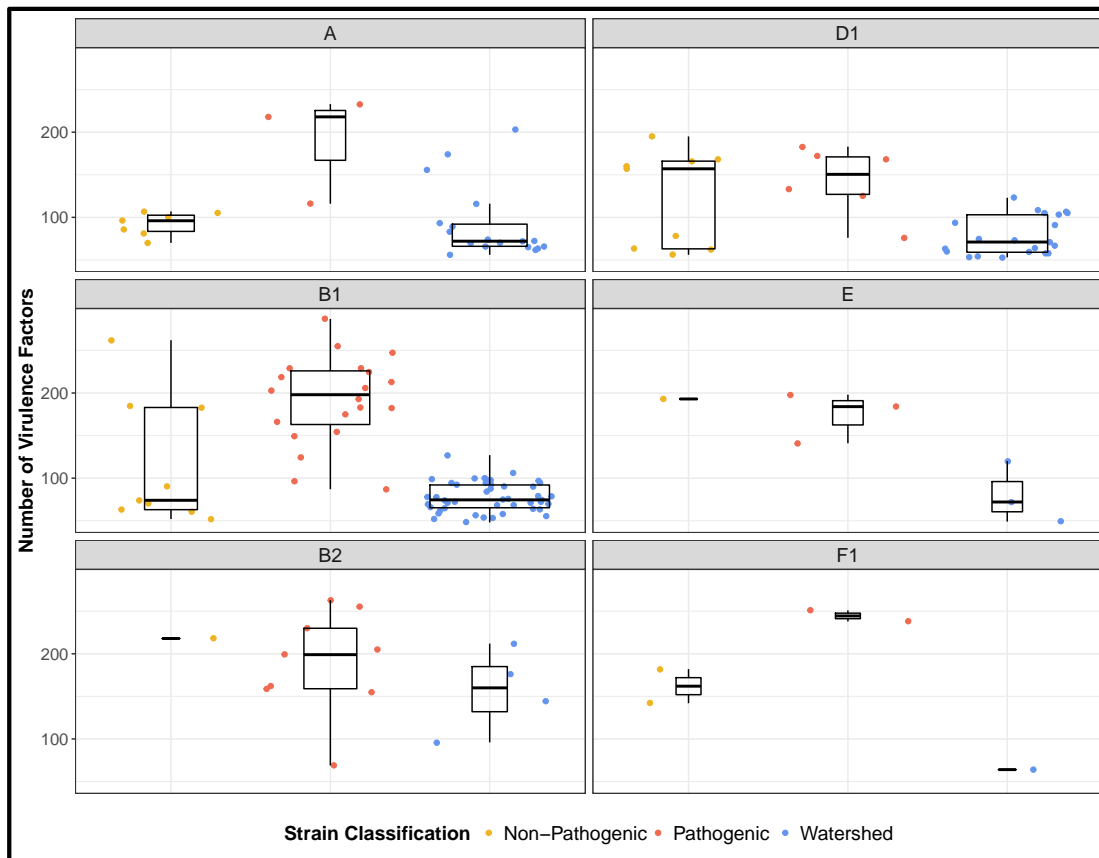 A
D1
200
100
B1
E
200
100
B2
F1
200
100
Number of Virulence Factors
Strain Classification Non−Pathogenic Pathogenic Watershed